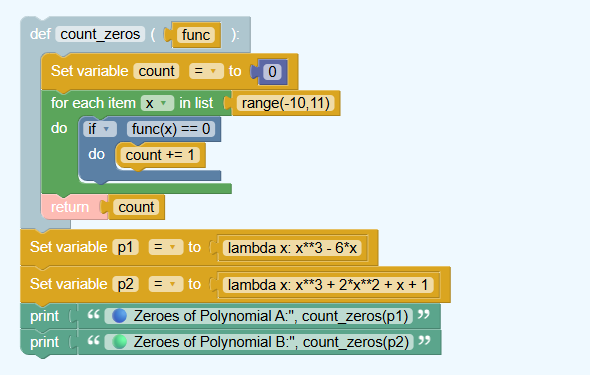 def count_zeros ( func ):
Set variable count = to 0
for each item x in list range(-10,11)
do if func(x) == 0
do count += 1
return count
Set variable p1 = to lambda x: x**3 - 6*x
Set variable p2 = to lambda x: x**3 + 2*x**2 + x + 1
print “ 🔵 Zeroes of Polynomial A:", count_zeros(p1) ”
print “ 🟢 Zeroes of Polynomial B:", count_zeros(p2) ”